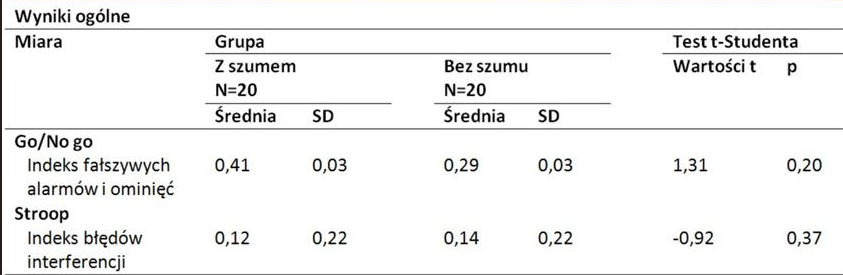 Wyniki ogólne
Miara Grupa Test t-Studenta
Z szumem Bez szumu Wartości t p
N=20 N=20
Średnia SD Średnia SD
Go/No go
Indeks fałszywych 0,41 0,03 0,29 0,03 1,31 0,20
alarmów i ominięć
Stroop
Indeks błędów 0,12 0,22 0,14 0,22 -0,92 0,37
interferencji